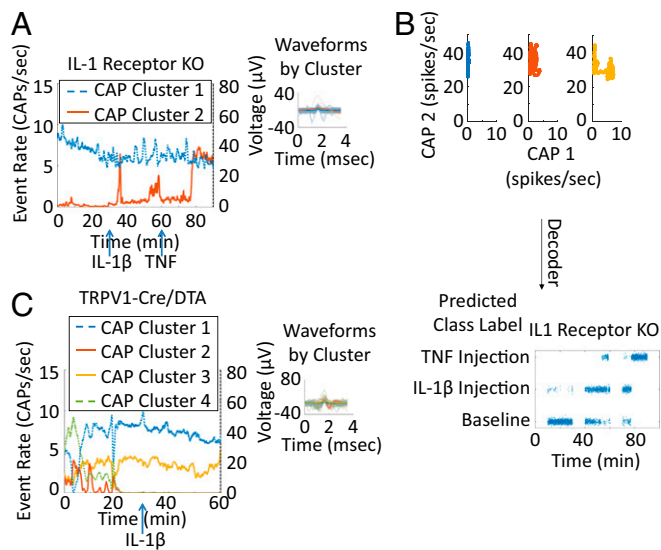 A
IL-1 Receptor KO
CAP Cluster 1
CAP Cluster 2
Event Rate (CAPs/sec)
15
10
5
0
0 20 40 60 80
Time (min)
IL-1β TNF
80
60
40
20
0
Voltage (µV)
Waveforms
by Cluster
40
-40
0 2 4
Time (msec)
B
CAP 2 (spikes/sec)
40
20
0 10
40
20
0 10
40
20
0 10
CAP 1
(spikes/sec)
Decoder
Predicted
Class Label
IL1 Receptor KO
TNF Injection
IL-1β Injection
Baseline
0 40 80
Time (min)
C
TRPV1-Cre/DTA
CAP Cluster 1
CAP Cluster 2
CAP Cluster 3
CAP Cluster 4
Event Rate (CAPs/sec)
15
10
5
0
0 20 40 60
Time (min)
IL-1β
80
60
40
20
0
Voltage (µV)
Waveforms
by Cluster
80
-40
0 2 4
Time (msec)